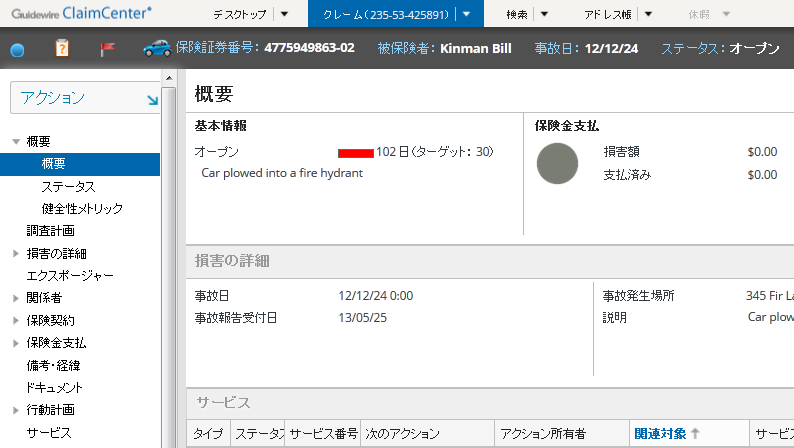 Guidewire ClaimCenter デスクトップ クレーム (235-53-425891) 検索 アドレス帳 休暇
保険証券番号: 4775949863-02 被保険者: Kinman Bill 事故日: 12/12/24 ステータス: オープン
アクション
概要
概要
ステータス
健全性メトリック
調査計画
損害の詳細
エクスポージャー
関係者
保険契約
保険金支払
備考・経緯
ドキュメント
行動計画
サービス
概要
基本情報
オープン 102日(ターゲット: 30)
Car plowed into a fire hydrant
保険金支払
損害額 $0.00
支払済み $0.00
損害の詳細
事故日 12/12/24 0:00
事故報告受付日 13/05/25
事故発生場所 345 Fir La
説明 Car plow
サービス
タイプ ステータス サービス番号 次のアクション アクション所有者 関連対象 サービス